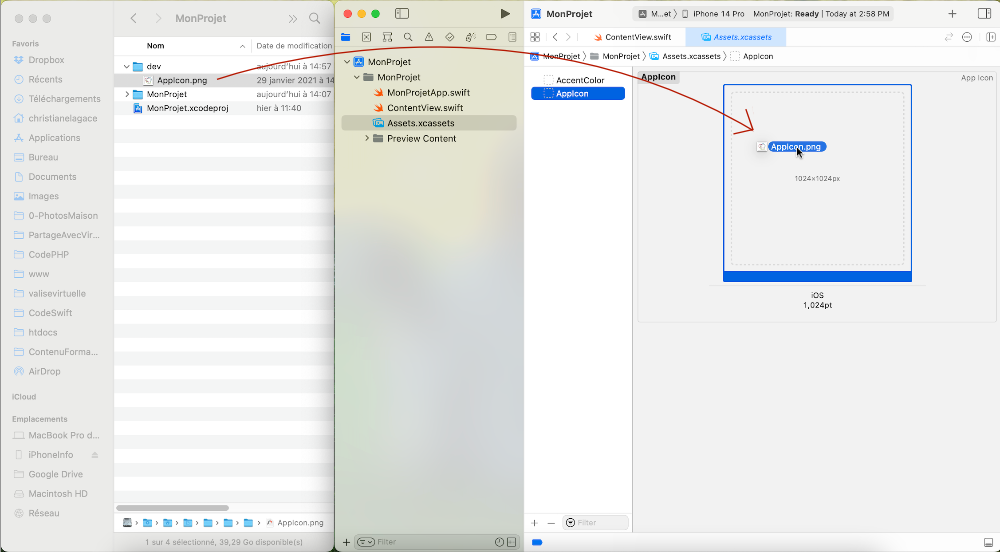 MonProjet
Favoris
Dropbox
Récents
Téléchargements
christianelagace
Applications
Bureau
Documents
Images
0-PhotosMaison
PartageAvecVir...
CodePHP
www
valisevirtuelle
CodeSwift
htdocs
ContenuForma...
AirDrop
iCloud
Emplacements
MacBook Pro d...
iPhoneInfo
Google Drive
Macintosh HD
Réseau
Nom
Date de modification
dev
aujourd'hui à 14:57
AppIcon.png
29 janvier 2021 à 14
MonProjet
aujourd'hui à 14:07
MonProjet.xcodeproj
hier à 11:40
AppIcon.png
1 sur 4 sélectionné, 39,29 Go disponible(s)
MonProjet
MonProjet
MonProjetApp.swift
ContentView.swift
Assets.xcassets
Preview Content
Filter
MonProjet
M...et
iPhone 14 Pro
MonProjet: Ready | Today at 2:58 PM
ContentView.swift
Assets.xcassets
MonProjet
MonProjet
Assets.xcassets
AppIcon
AccentColor
AppIcon
Filter
AppIcon
App Icon
AppIcon.png
1024×1024px
iOS
1,024pt